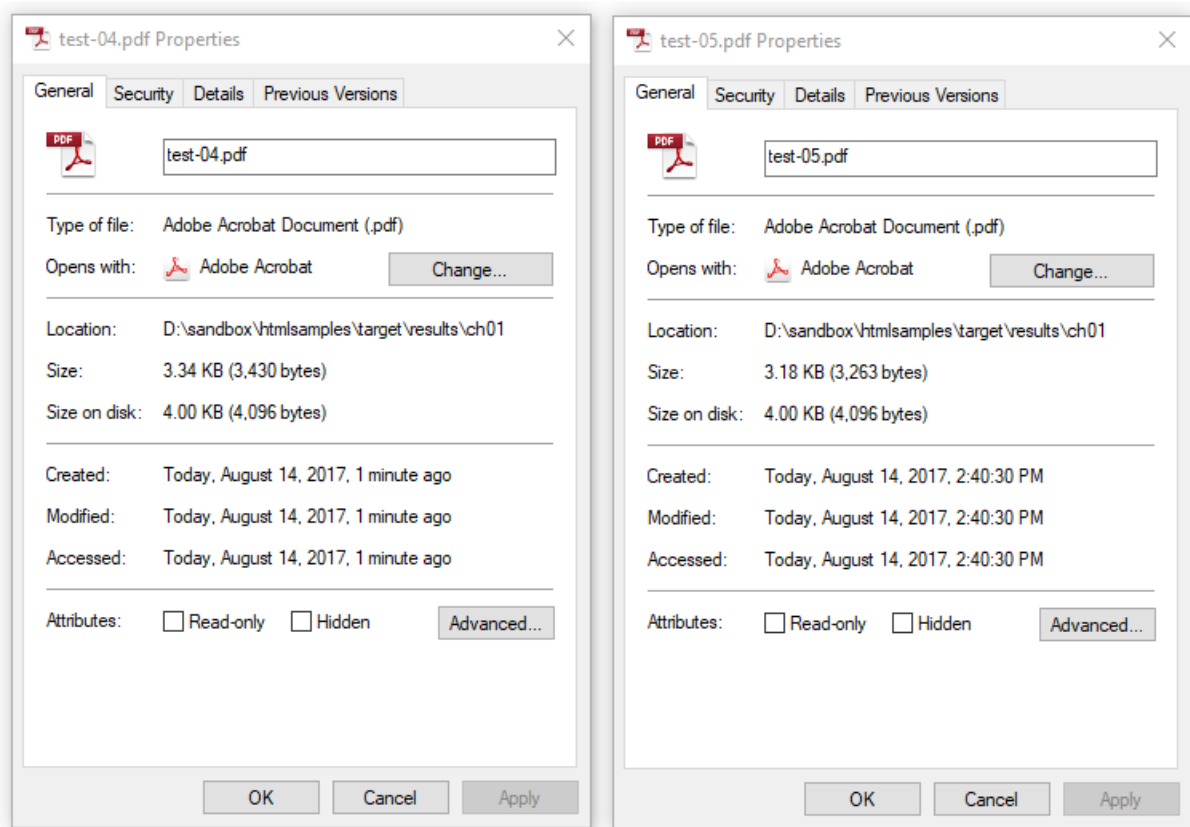 test-04.pdf Properties
General Security Details Previous Versions
PDF
test-04.pdf
Type of file: Adobe Acrobat Document (.pdf)
Opens with: Adobe Acrobat Change...
Location: D:\sandbox\htmlsamples\target\results\ch01
Size: 3.34 KB (3,430 bytes)
Size on disk: 4.00 KB (4,096 bytes)
Created: Today, August 14, 2017, 1 minute ago
Modified: Today, August 14, 2017, 1 minute ago
Accessed: Today, August 14, 2017, 1 minute ago
Attributes: Read-only Hidden Advanced...
OK Cancel Apply
test-05.pdf Properties
General Security Details Previous Versions
PDF
test-05.pdf
Type of file: Adobe Acrobat Document (.pdf)
Opens with: Adobe Acrobat Change...
Location: D:\sandbox\htmlsamples\target\results\ch01
Size: 3.18 KB (3,263 bytes)
Size on disk: 4.00 KB (4,096 bytes)
Created: Today, August 14, 2017, 2:40:30 PM
Modified: Today, August 14, 2017, 2:40:30 PM
Accessed: Today, August 14, 2017, 2:40:30 PM
Attributes: Read-only Hidden Advanced...
OK Cancel Apply